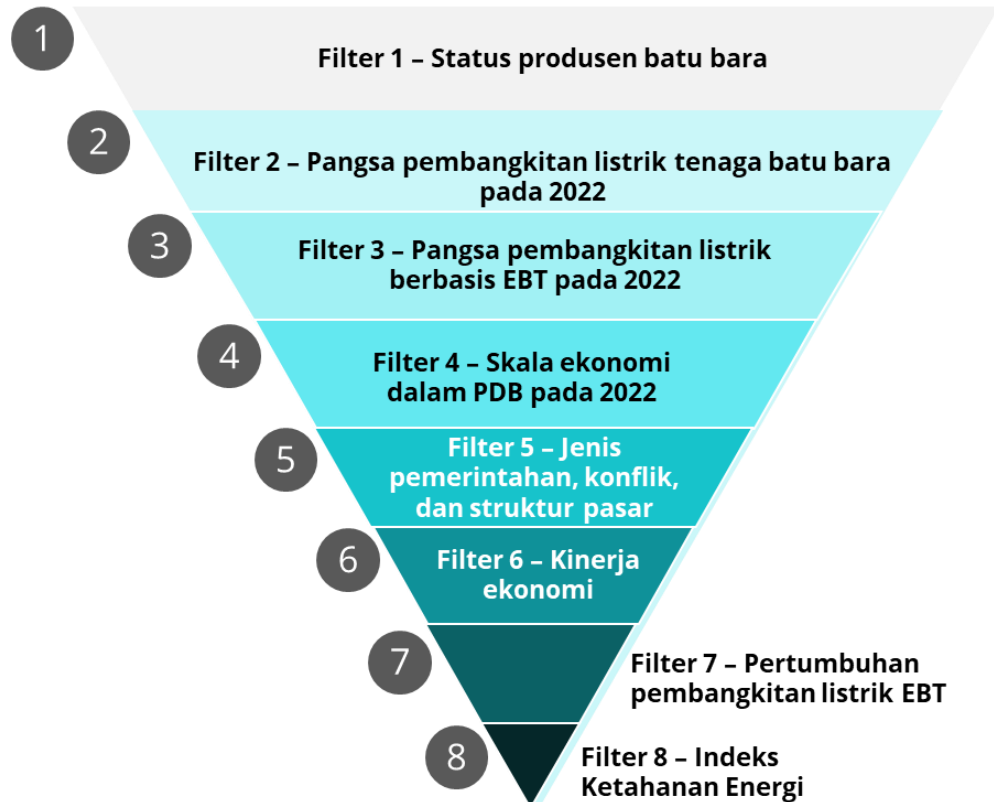 1
Filter 1 – Status produsen batu bara
2
Filter 2 – Pangsa pembangkitan listrik tenaga batu bara
pada 2022
3
Filter 3 – Pangsa pembangkitan listrik
berbasis EBT pada 2022
4
Filter 4 – Skala ekonomi
dalam PDB pada 2022
5
Filter 5 – Jenis
pemerintahan, konflik,
dan struktur pasar
6
Filter 6 – Kinerja
ekonomi
7
Filter 7 – Pertumbuhan
pembangkitan listrik EBT
8
Filter 8 – Indeks
Ketahanan Energi